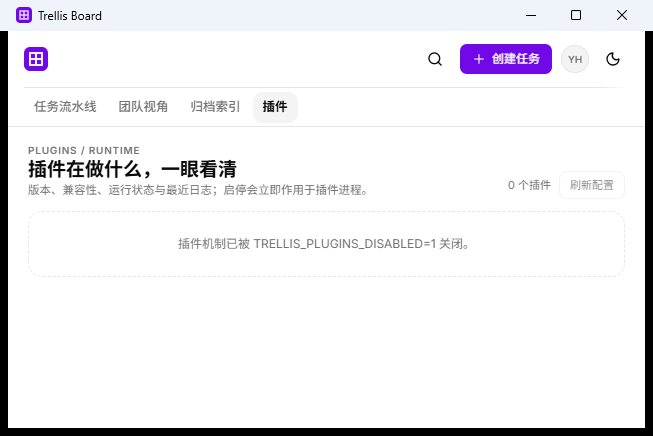 Trellis Board
创建任务
YH
任务流水线
团队视角
归档索引
插件
PLUGINS / RUNTIME
插件在做什么，一眼看清
版本、兼容性、运行状态与最近日志；启停会立即作用于插件进程。
0 个插件
刷新配置
插件机制已被 TRELLIS_PLUGINS_DISABLED=1 关闭。